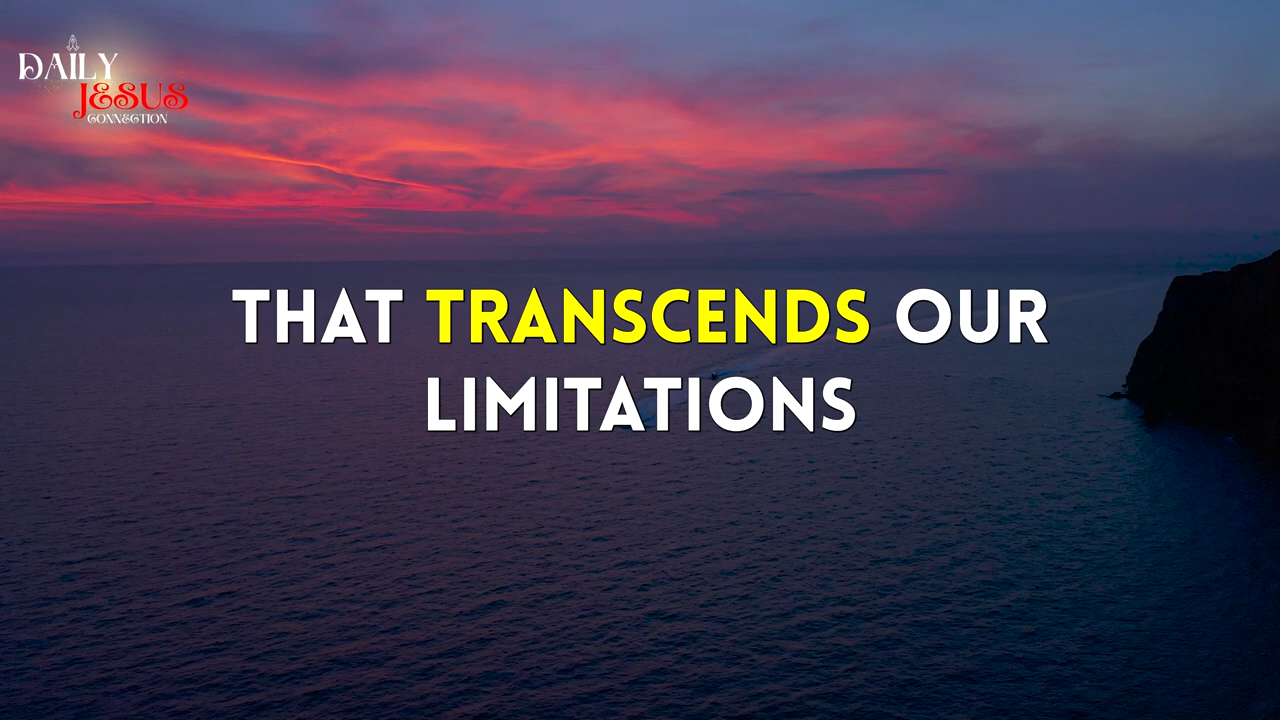 DAILY
JESUS
CONNECTION
THAT TRANSCENDS OUR
LIMITATIONS